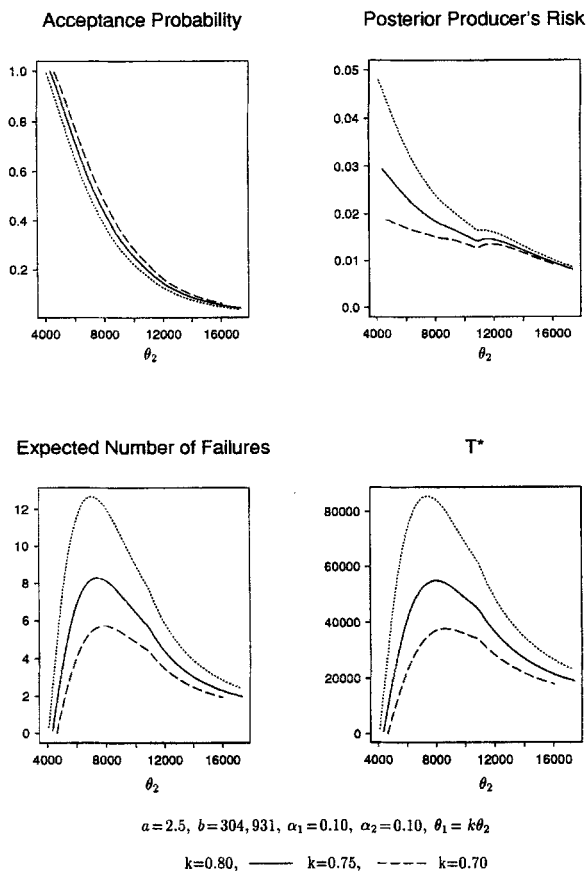 Acceptance Probability
Posterior Producer's Risk
1.0
0.8
0.6
0.4
0.2
4000 8000 12000 16000
θ₂
0.05
0.04
0.03
0.02
0.01
0.0
4000 8000 12000 16000
θ₂
Expected Number of Failures
T*
12
10
8
6
4
2
0
4000 8000 12000 16000
θ₂
80000
60000
40000
20000
0
4000 8000 12000 16000
θ₂
a=2.5, b=304,931, α₁=0.10, α₂=0.10, θ₁=kθ₂
k=0.80, k=0.75, k=0.70